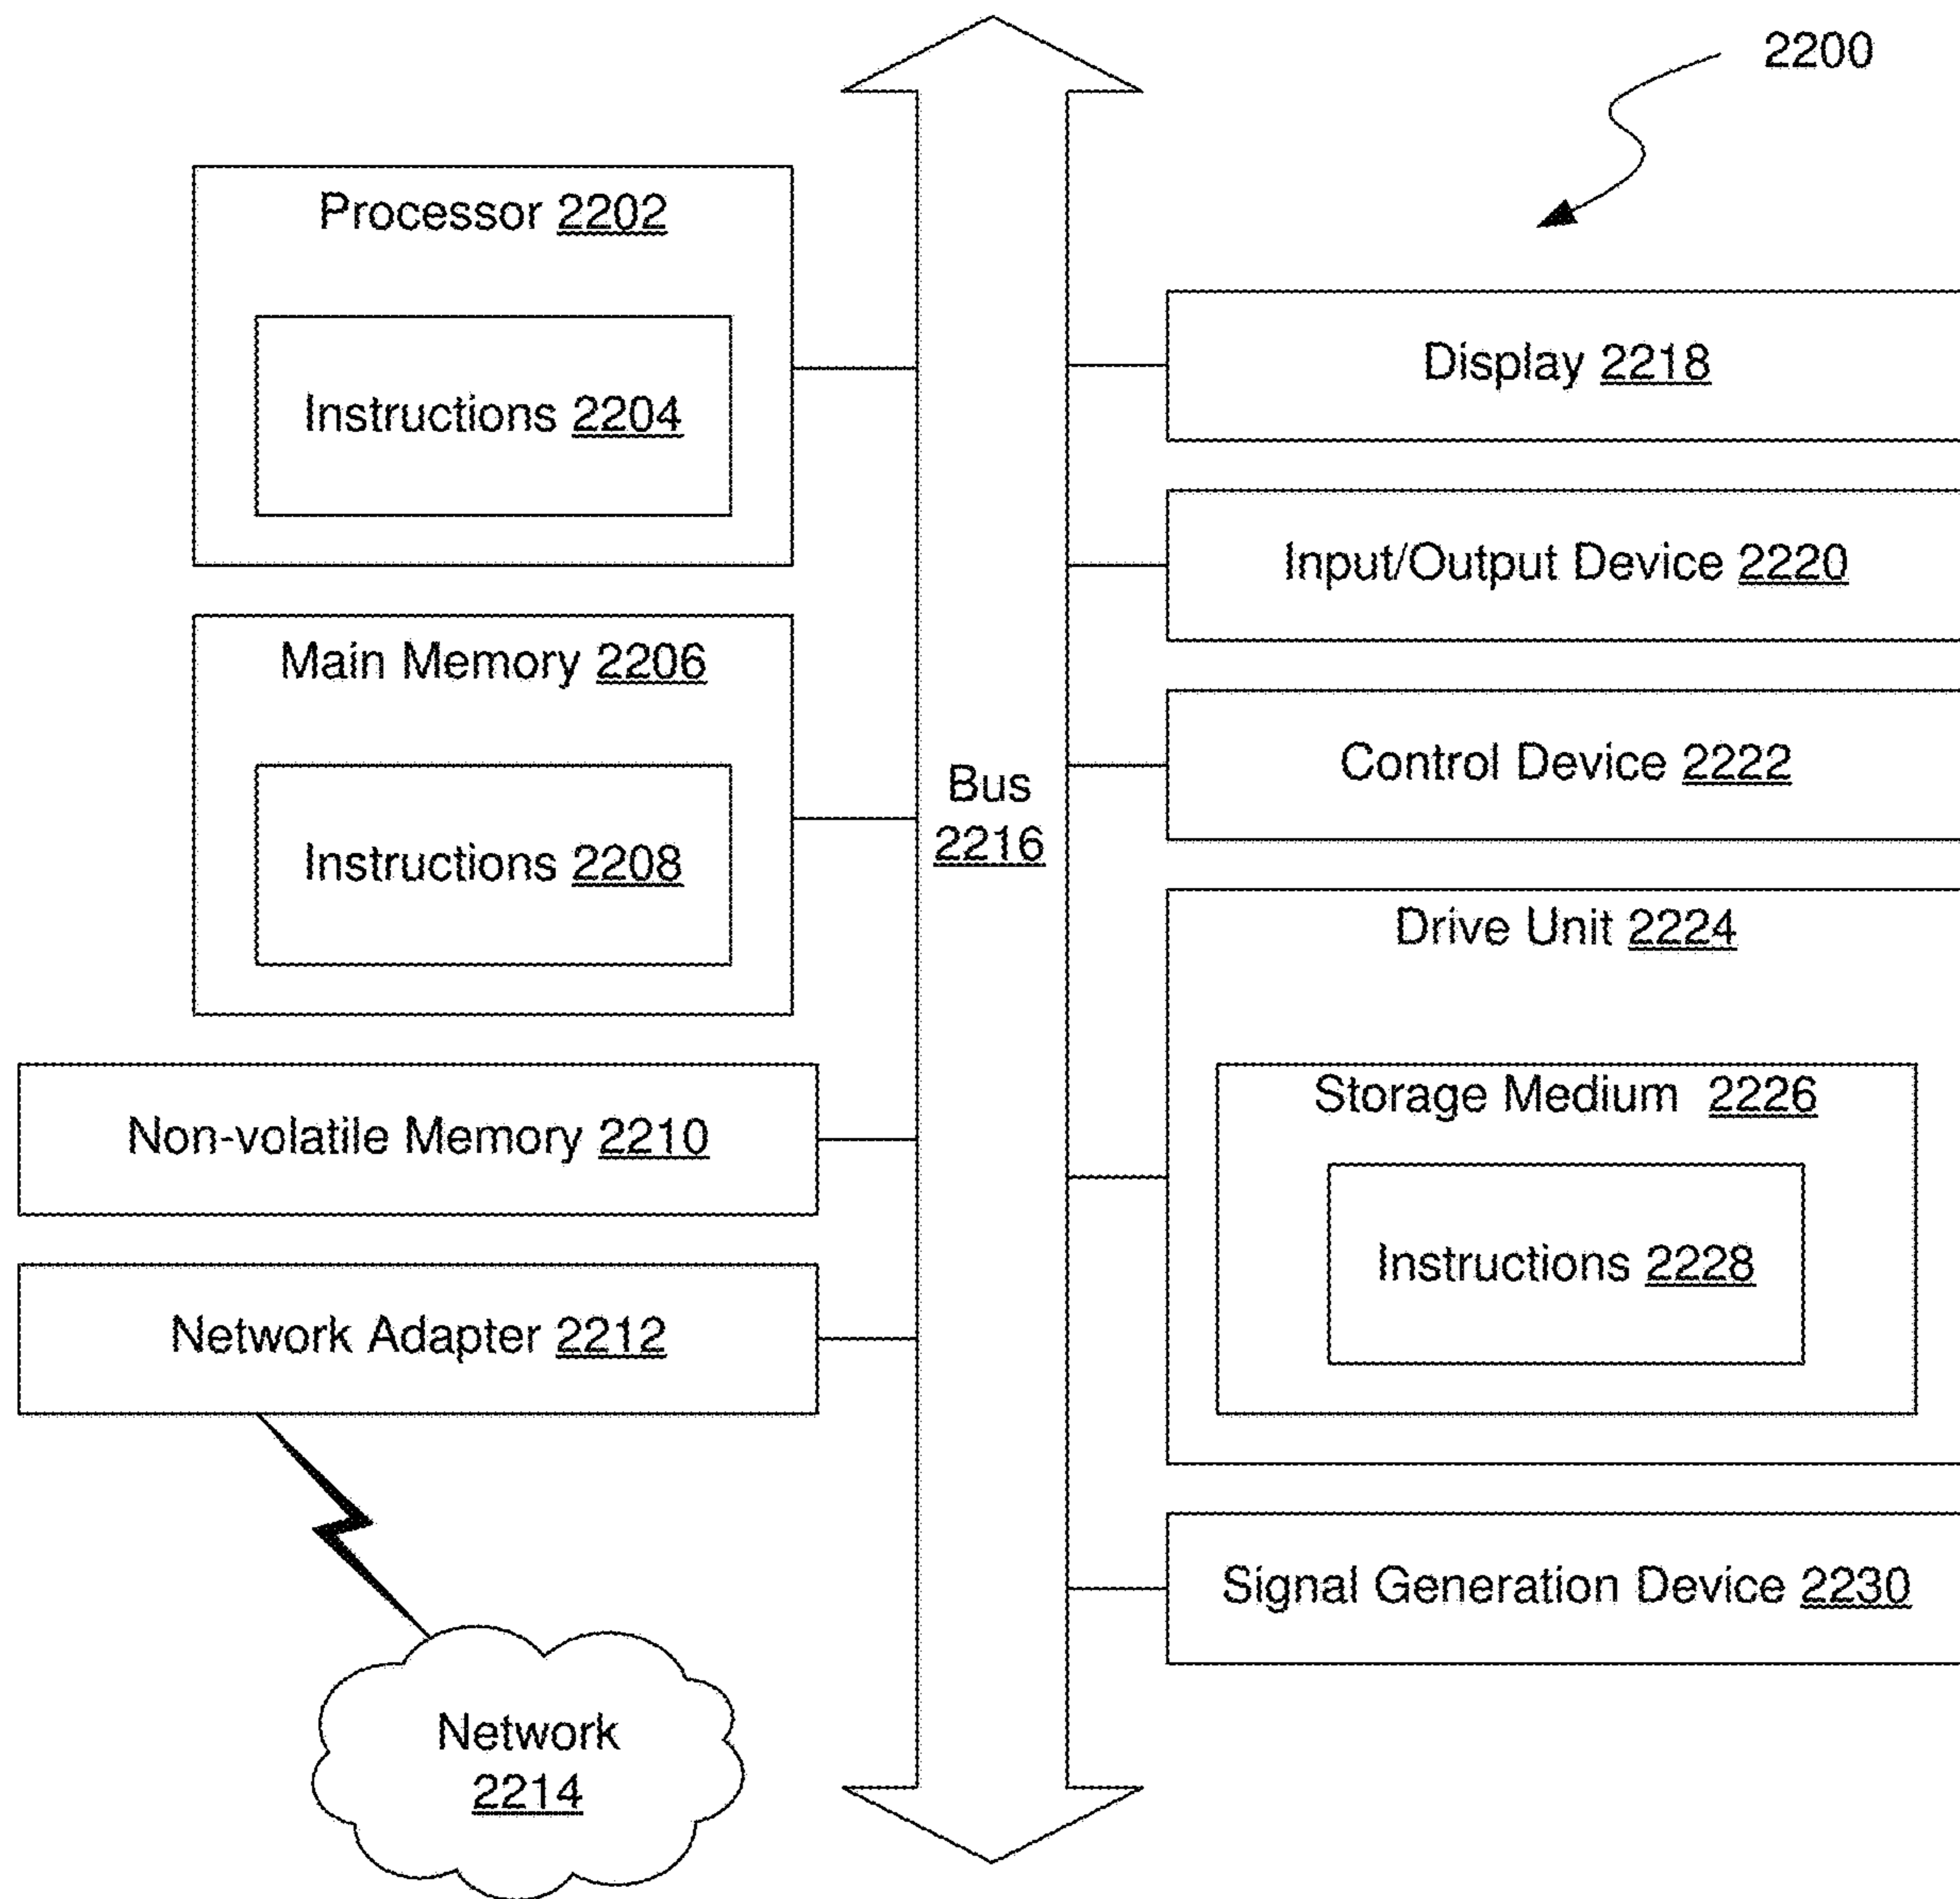 2200
Processor 2202
Instructions 2204
Main Memory 2206
Instructions 2208
Non-volatile Memory 2210
Network Adapter 2212
Network
2214
Bus
2216
Display 2218
Input/Output Device 2220
Control Device 2222
Drive Unit 2224
Storage Medium 2226
Instructions 2228
Signal Generation Device 2230